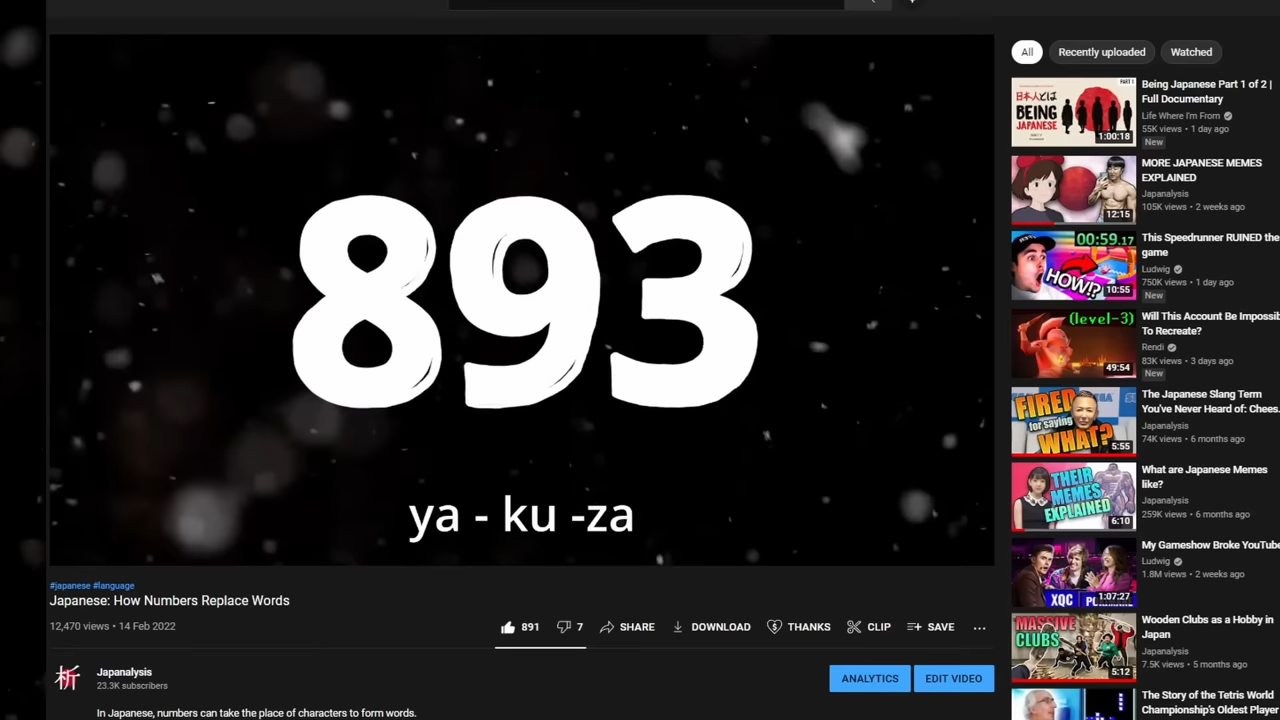 893
ya - ku -za
#japanese #language
Japanese: How Numbers Replace Words
12,470 views • 14 Feb 2022
891
7
SHARE
DOWNLOAD
THANKS
CLIP
SAVE
...
析
Japanalysis
23.3K subscribers
ANALYTICS
EDIT VIDEO
In Japanese, numbers can take the place of characters to form words.
All
Recently uploaded
Watched
PART 1
日本人とは
BEING
JAPANESE
1:00:18
Being Japanese Part 1 of 2 |
Full Documentary
Life Where I'm From
55K views • 1 day ago
New
12:15
MORE JAPANESE MEMES
EXPLAINED
Japanalysis
105K views • 2 weeks ago
00:59.17
HOW!?
10:55
This Speedrunner RUINED the
game
Ludwig
750K views • 1 day ago
New
(level-3)
49:54
Will This Account Be Impossib
To Recreate?
Rendi
83K views • 3 days ago
New
FIRED
for saying
WHAT?
5:55
The Japanese Slang Term
You've Never Heard of: Chees
Japanalysis
74K views • 6 months ago
THEIR
MEMES
EXPLAINED
6:10
What are Japanese Memes
like?
Japanalysis
259K views • 6 months ago
XQC
1:07:27
My Gameshow Broke YouTube
Ludwig
1.8M views • 2 weeks ago
MASSIVE
CLUBS
5:12
Wooden Clubs as a Hobby in
Japan
Japanalysis
7.5K views • 5 months ago
The Story of the Tetris World
Championship's Oldest Player